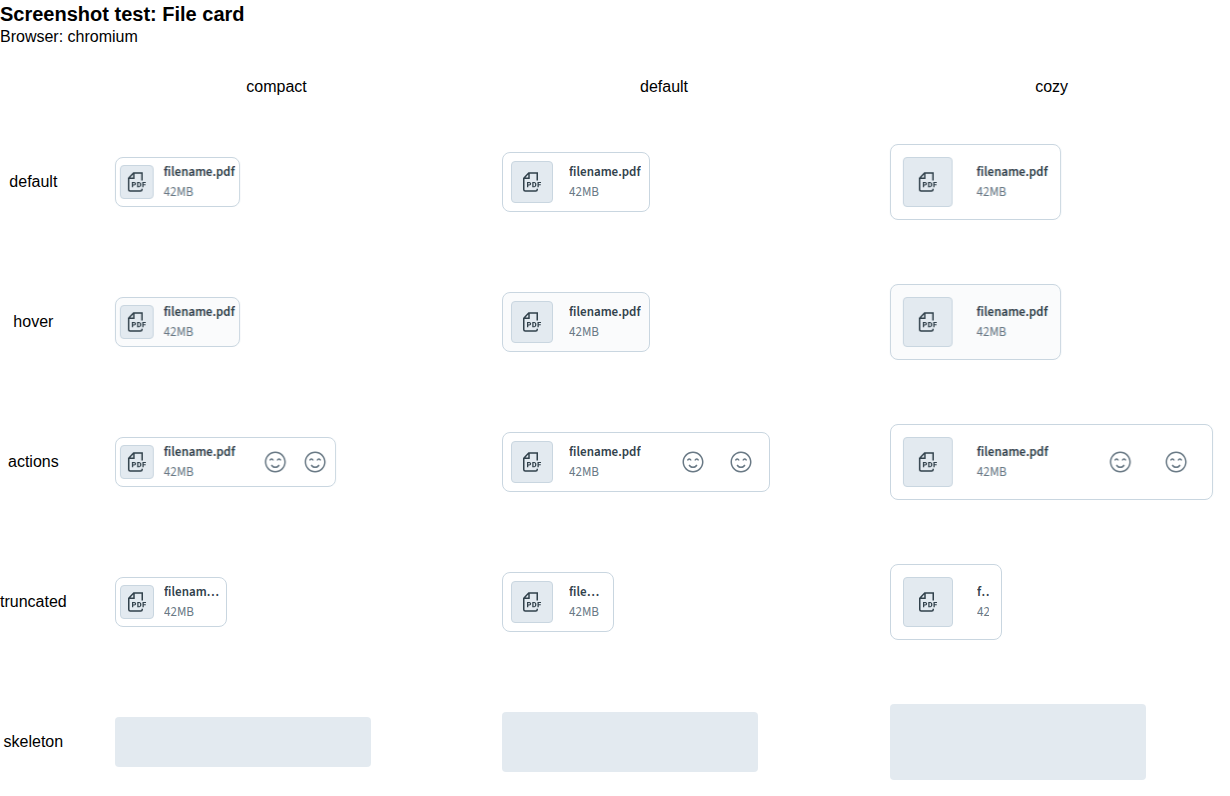 Screenshot test: File card
Browser: chromium
compact default cozy
default
PDF filename.pdf 42MB
PDF filename.pdf 42MB
PDF filename.pdf 42MB
hover
PDF filename.pdf 42MB
PDF filename.pdf 42MB
PDF filename.pdf 42MB
actions
PDF filename.pdf 42MB
PDF filename.pdf 42MB
PDF filename.pdf 42MB
truncated
PDF filenam... 42MB
PDF file... 42MB
PDF f.. 42
skeleton